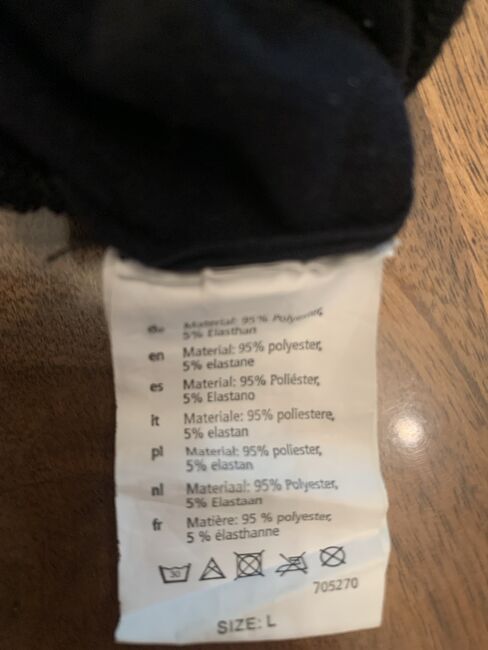 de Material: 95 % Polyester,
5 % Elasthan
en Material: 95% polyester,
5% elastane
es Material: 95% Poliéster,
5% Elastano
it Materiale: 95% poliestere,
5% elastan
pl Materiał: 95% poliester,
5% elastan
nl Materiaal: 95% Polyester,
5% Elastaan
fr Matière: 95 % polyester,
5 % élasthanne
30
705270
SIZE: L